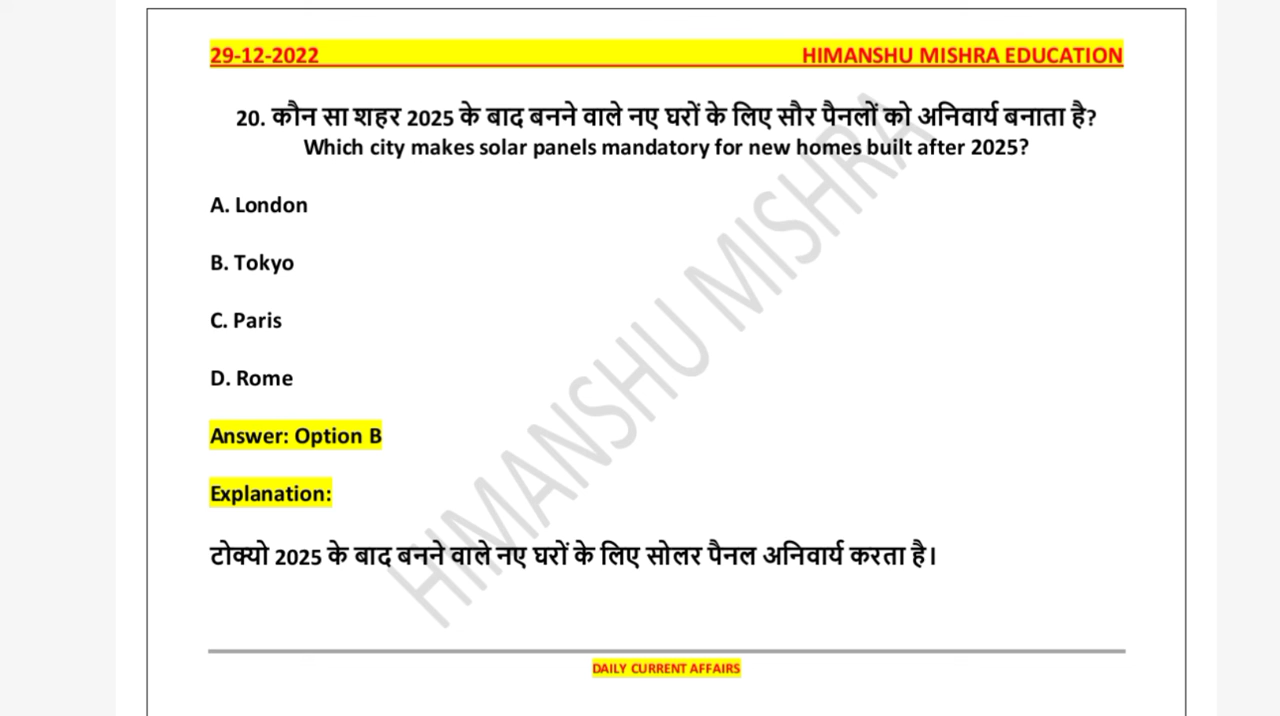 29-12-2022 HIMANSHU MISHRA EDUCATION
20. कौन सा शहर 2025 के बाद बनने वाले नए घरों के लिए सौर पैनलों को अनिवार्य बनाता है?
Which city makes solar panels mandatory for new homes built after 2025?
A. London
B. Tokyo
C. Paris
D. Rome
Answer: Option B
Explanation:
टोक्यो 2025 के बाद बनने वाले नए घरों के लिए सोलर पैनल अनिवार्य करता है।
HIMANSHU MISHRA
DAILY CURRENT AFFAIRS